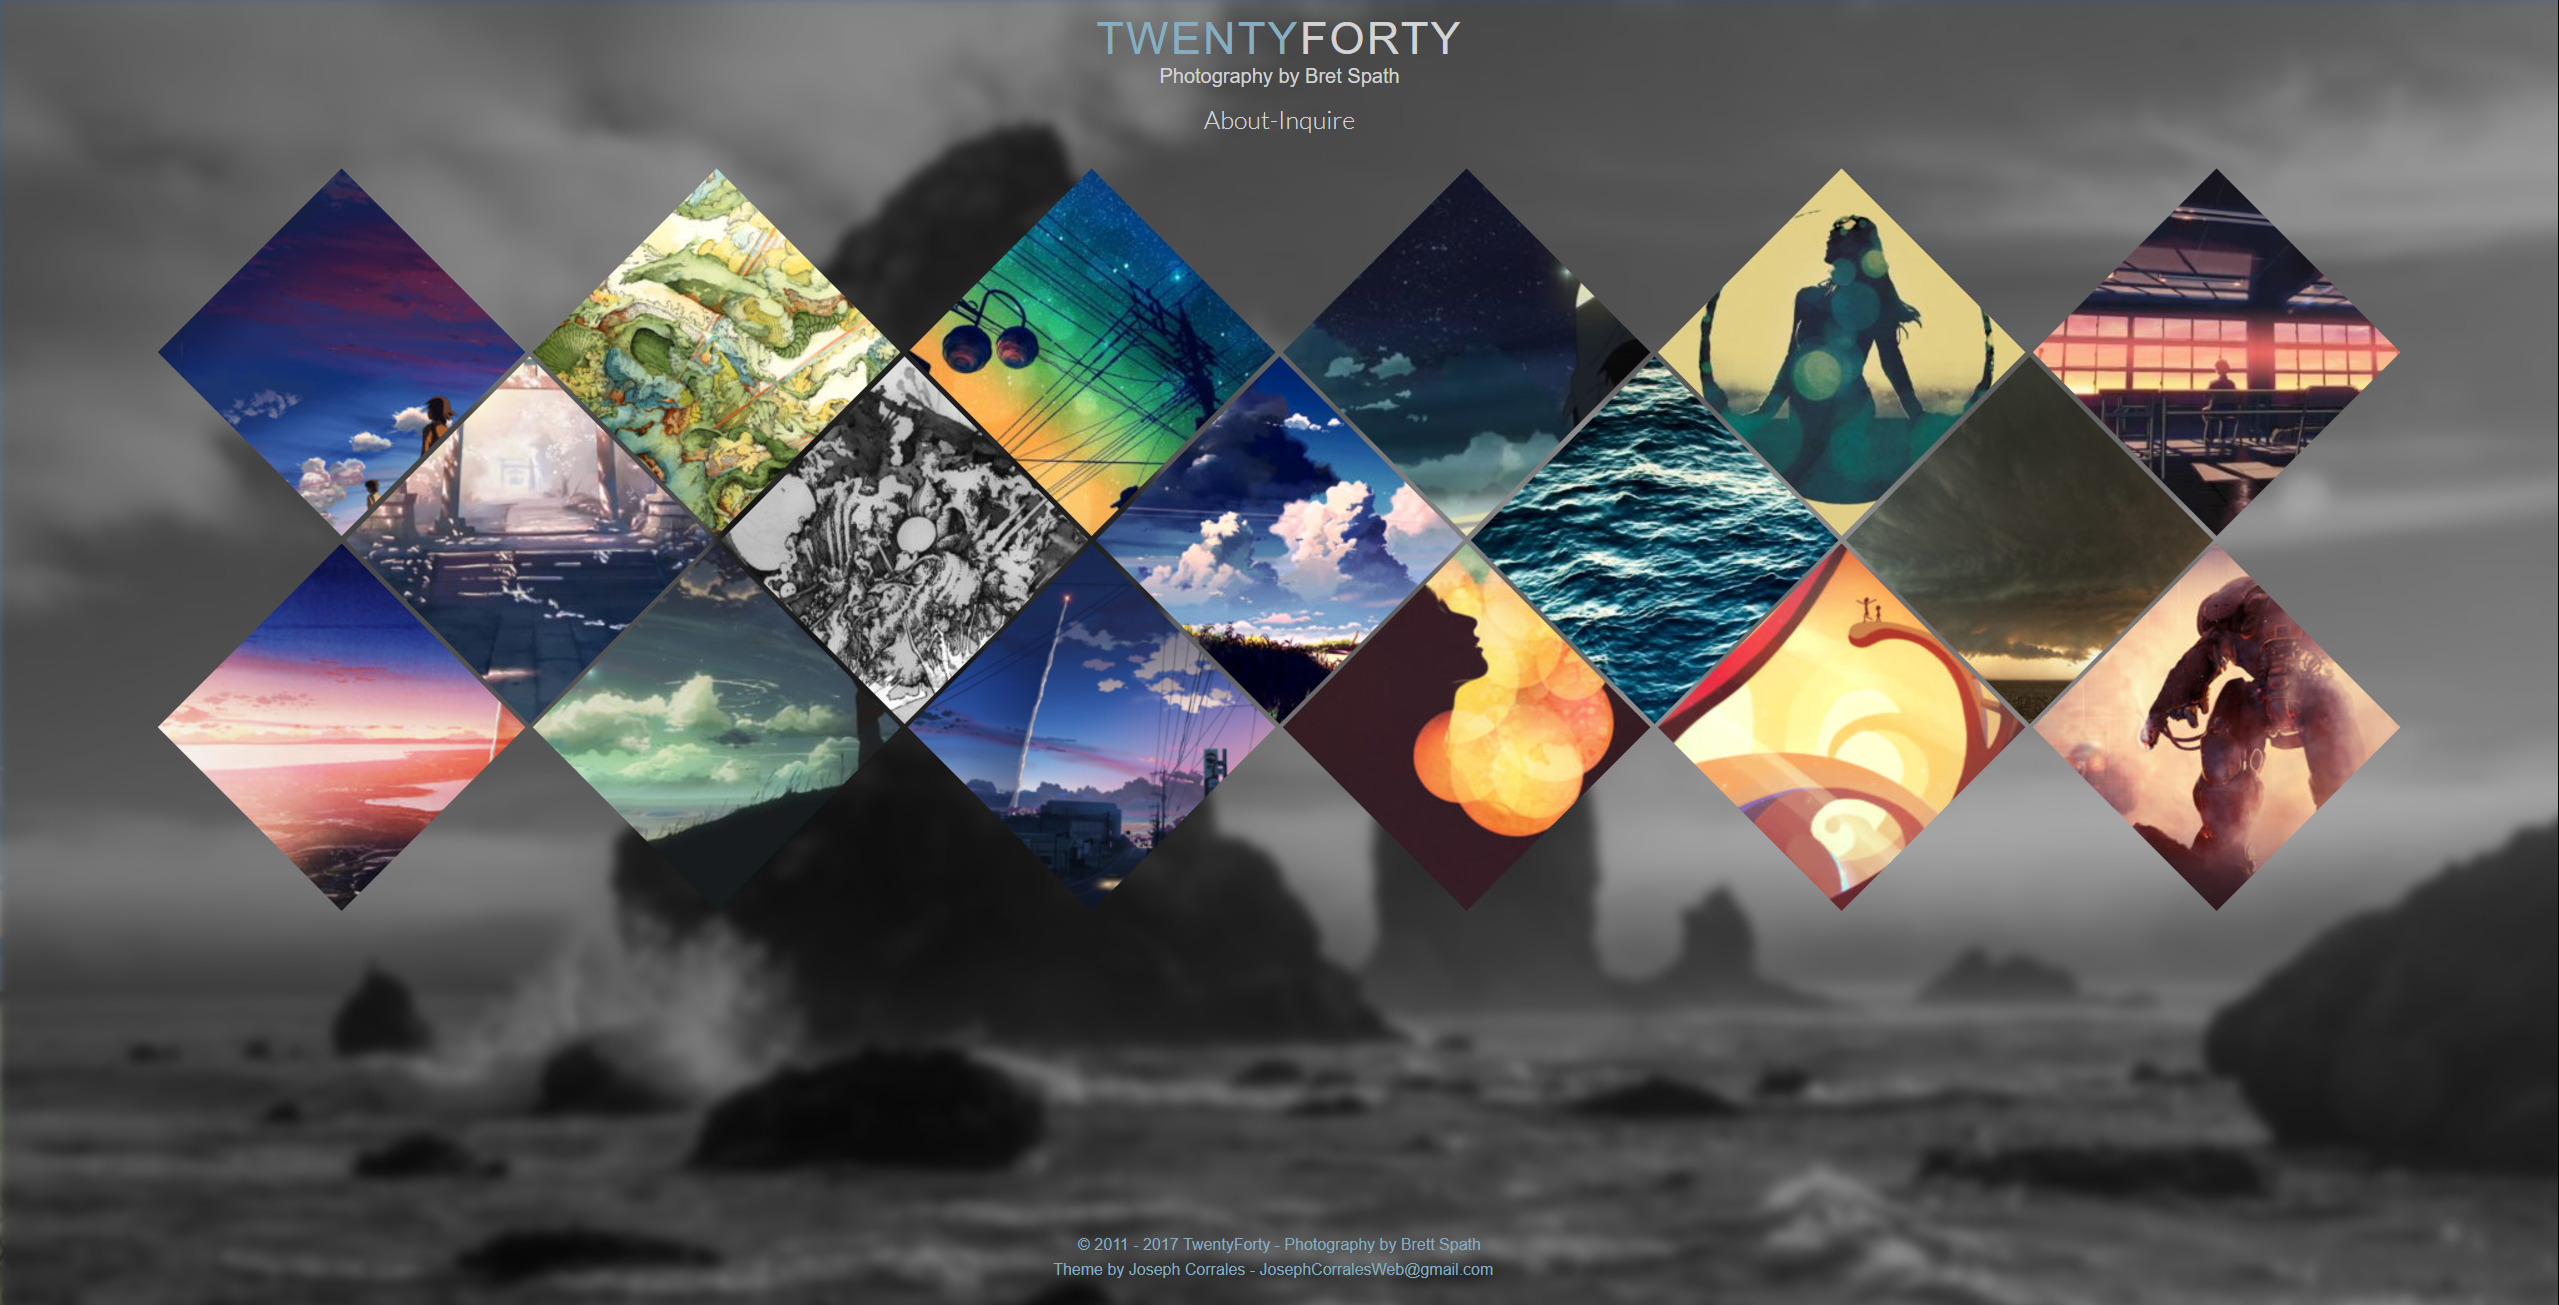 TWENTYFORTY
Photography by Bret Spath
About-Inquire
© 2011 - 2017 TwentyForty - Photography by Brett Spath
Theme by Joseph Corrales - JosephCorralesWeb@gmail.com